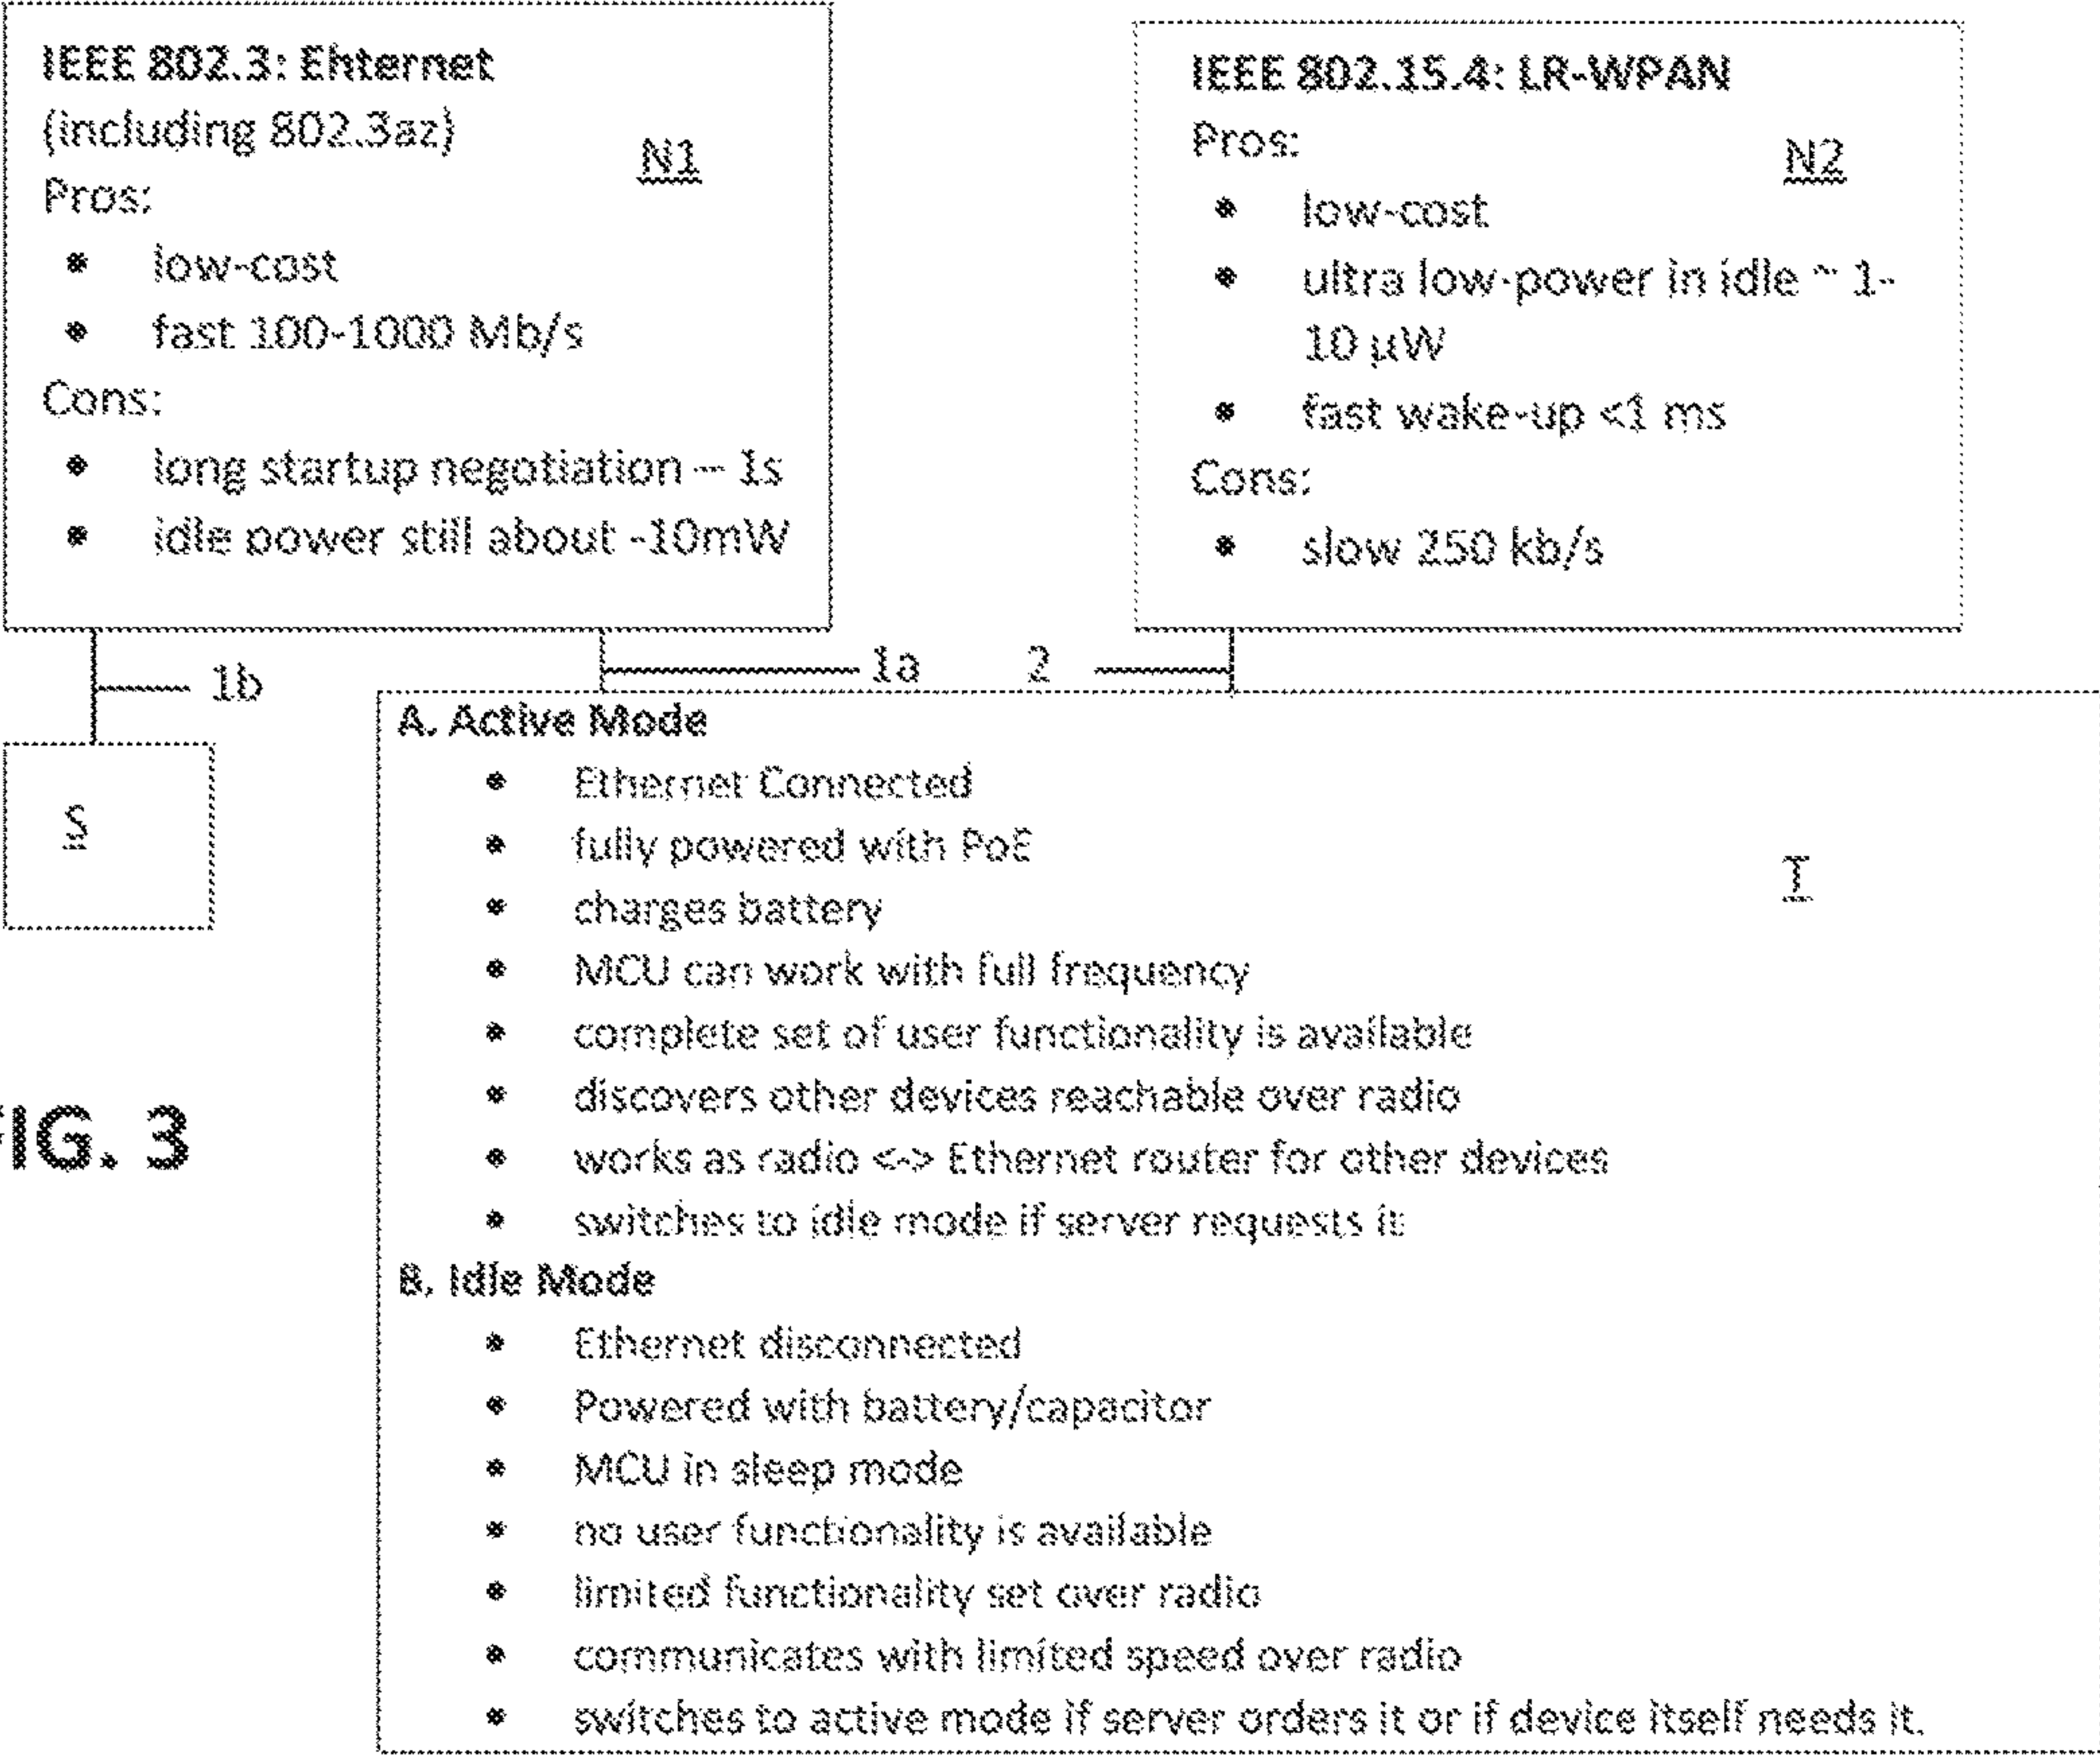 IEEE 802.3: Ehternet
(including 802.3az)
N1
Pros:
• low-cost
• fast 100-1000 Mb/s
Cons:
• long startup negotiation -- 1s
• idle power still about -10mW
IEEE 802.15.4: LR-WPAN
Pros:
N2
• low-cost
• ultra low-power in idle ~ 1-
10 µW
• fast wake-up <1 ms
Cons:
• slow 250 kb/s
1b
1a
2
S
A. Active Mode
• Ethernet Connected
• fully powered with PoE
T
• charges battery
• MCU can work with full frequency
• complete set of user functionality is available
• discovers other devices reachable over radio
• works as radio <-> Ethernet router for other devices
• switches to idle mode if server requests it
B. Idle Mode
• Ethernet disconnected
• Powered with battery/capacitor
• MCU in sleep mode
• no user functionality is available
• limited functionality set over radio
• communicates with limited speed over radio
• switches to active mode if server orders it or if device itself needs it.
FIG. 3